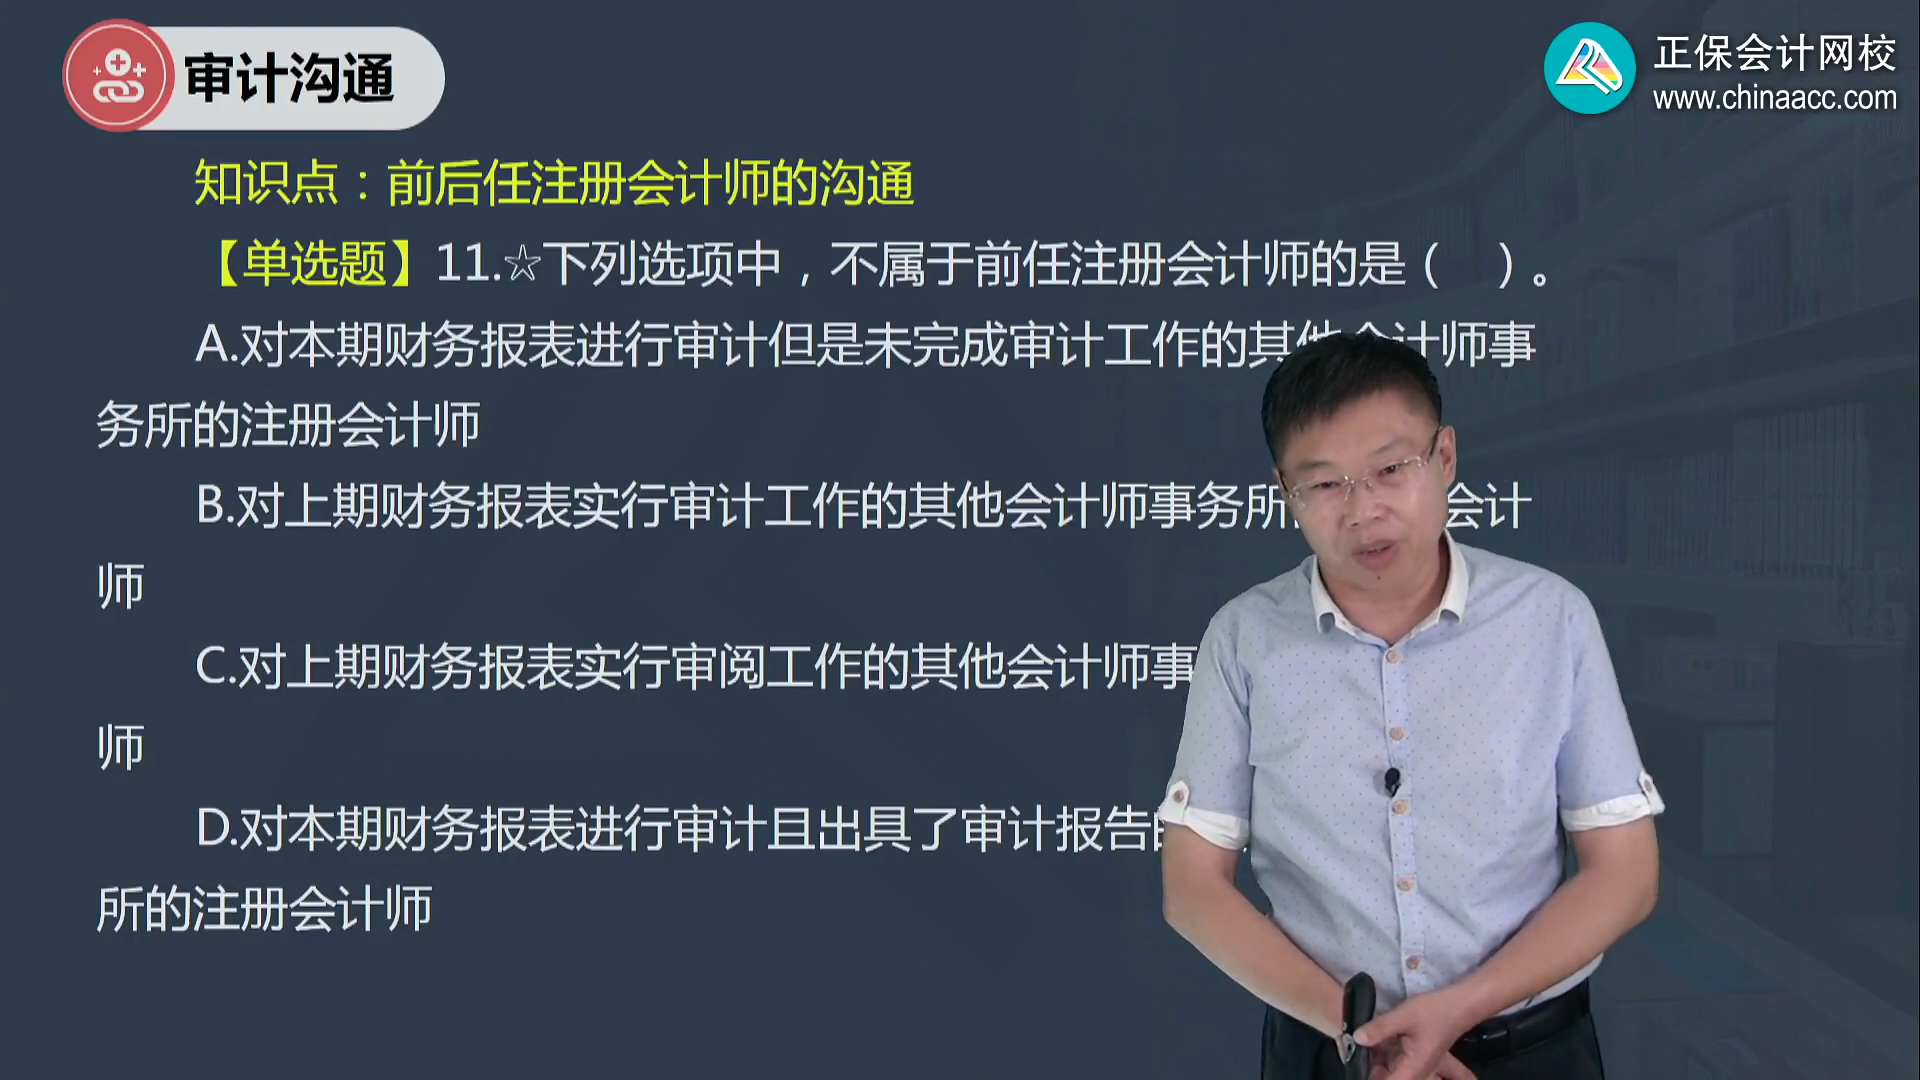 审计沟通
正保会计网校
www.chinaacc.com
知识点：前后任注册会计师的沟通
【单选题】11.☆下列选项中，不属于前任注册会计师的是（　）。
A.对本期财务报表进行审计但是未完成审计工作的其他会计师事
务所的注册会计师
B.对上期财务报表实行审计工作的其他会计师事务所 会计
师
C.对上期财务报表实行审阅工作的其他会计师事
师
D.对本期财务报表进行审计且出具了审计报告
所的注册会计师